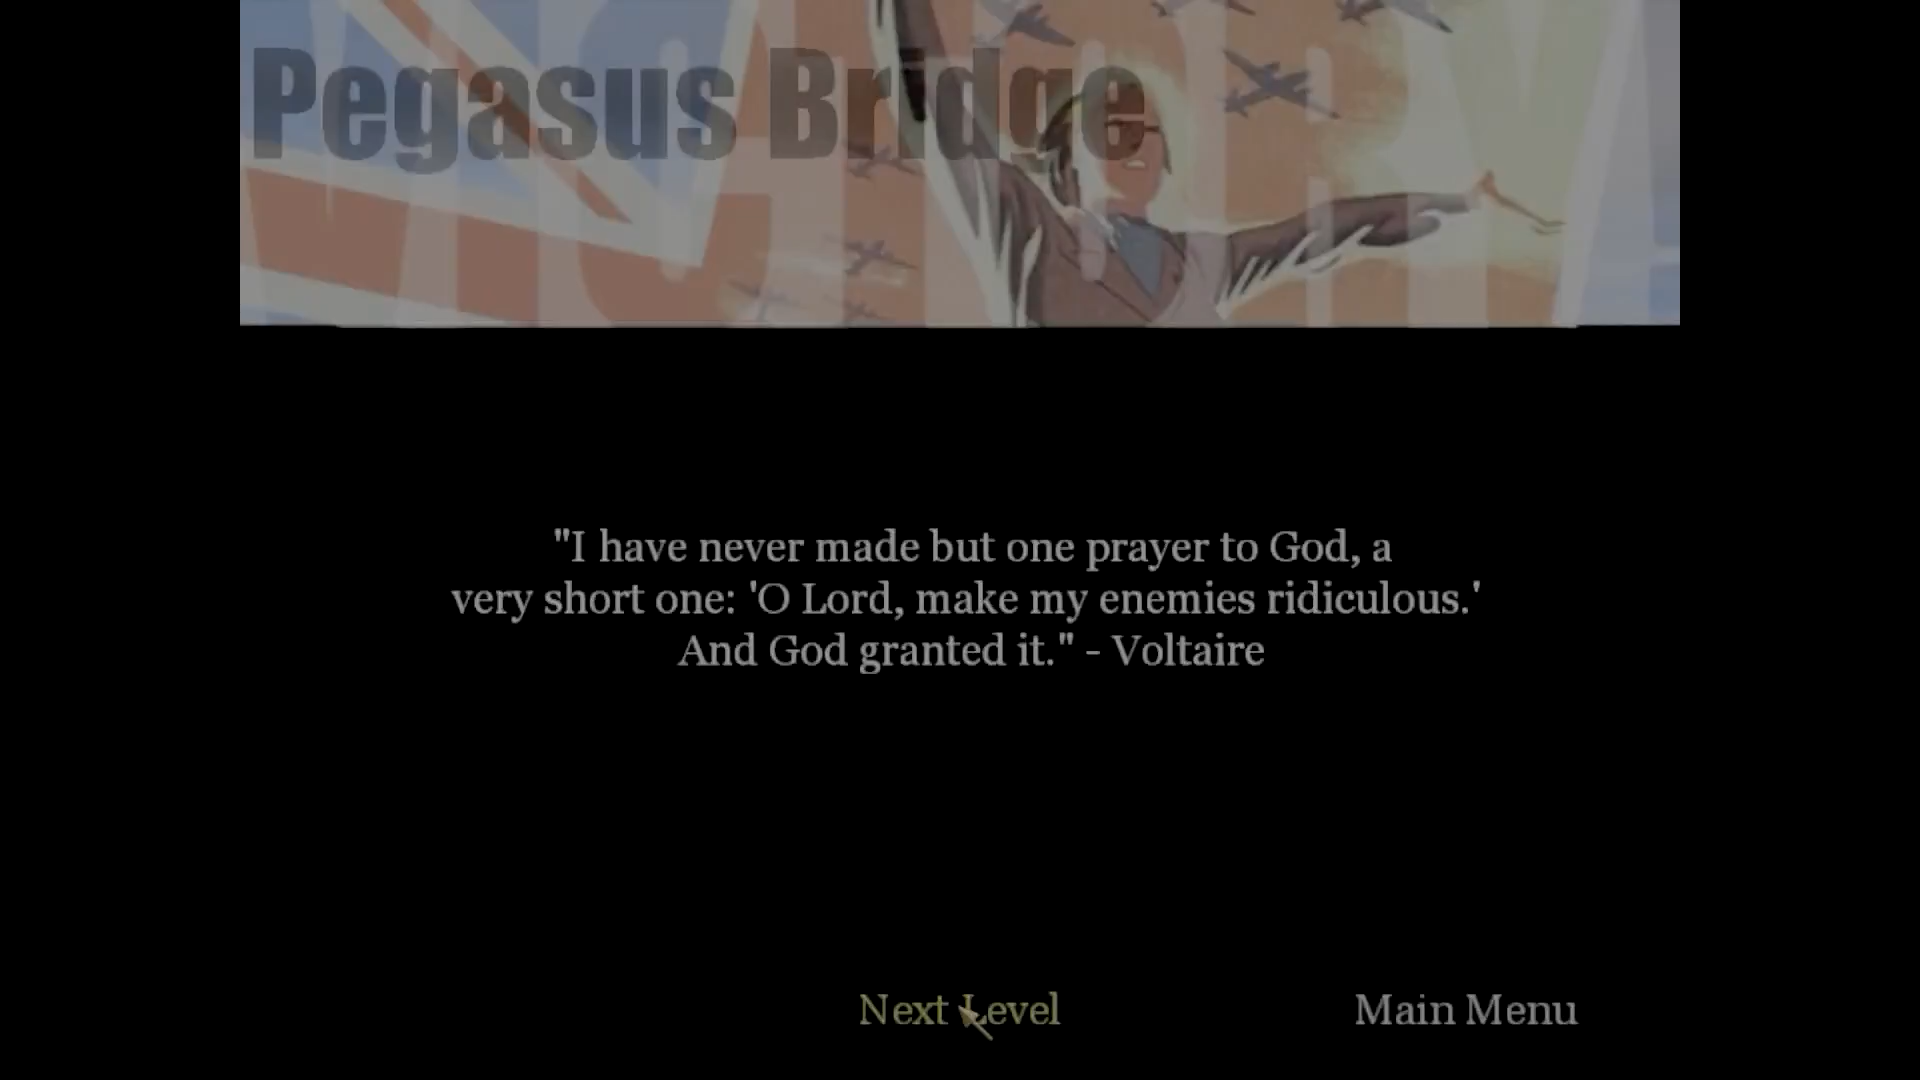 VICTORY
Pegasus Bridge
"I have never made but one prayer to God, a
very short one: 'O Lord, make my enemies ridiculous.'
And God granted it." - Voltaire
Next Level
Main Menu